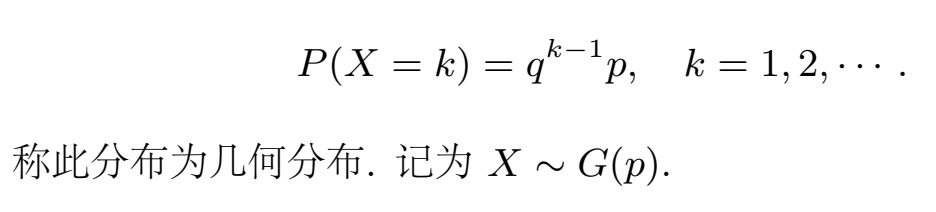 P(X = k) = q^{k−1}p, k = 1, 2, ⋯ .
称此分布为几何分布. 记为 X ∼ G(p).